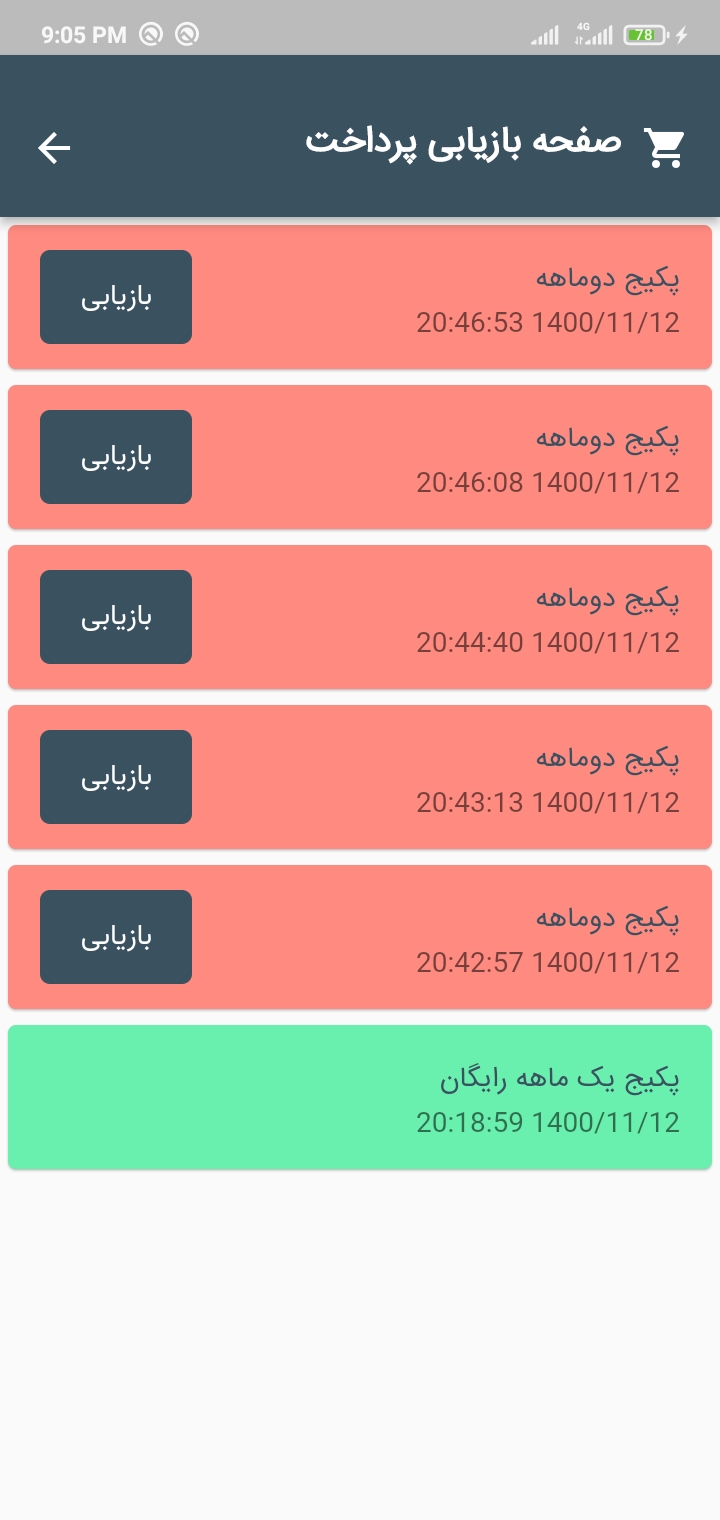 9:05 PM
4G
78
صفحه بازیابی پرداخت
پکیج دوماهه
20:46:53 1400/11/12
بازیابی
پکیج دوماهه
20:46:08 1400/11/12
بازیابی
پکیج دوماهه
20:44:40 1400/11/12
بازیابی
پکیج دوماهه
20:43:13 1400/11/12
بازیابی
پکیج دوماهه
20:42:57 1400/11/12
بازیابی
پکیج یک ماهه رایگان
20:18:59 1400/11/12